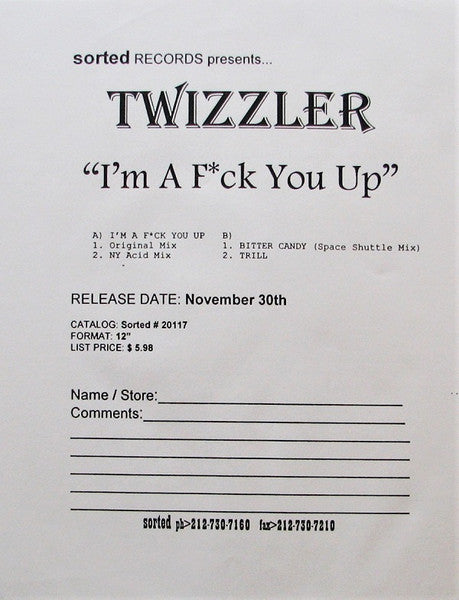 sorted RECORDS presents...
TWIZZLER
“I'm A F*ck You Up”
A) I'M A F*CK YOU UP B)
1. Original Mix 1. BITTER CANDY (Space Shuttle Mix)
2. NY Acid Mix 2. TRILL
RELEASE DATE: November 30th
CATALOG: Sorted # 20117
FORMAT: 12"
LIST PRICE: $ 5.98
Name / Store:
Comments:
sorted ph>212-730-7160 fax>212-730-7210